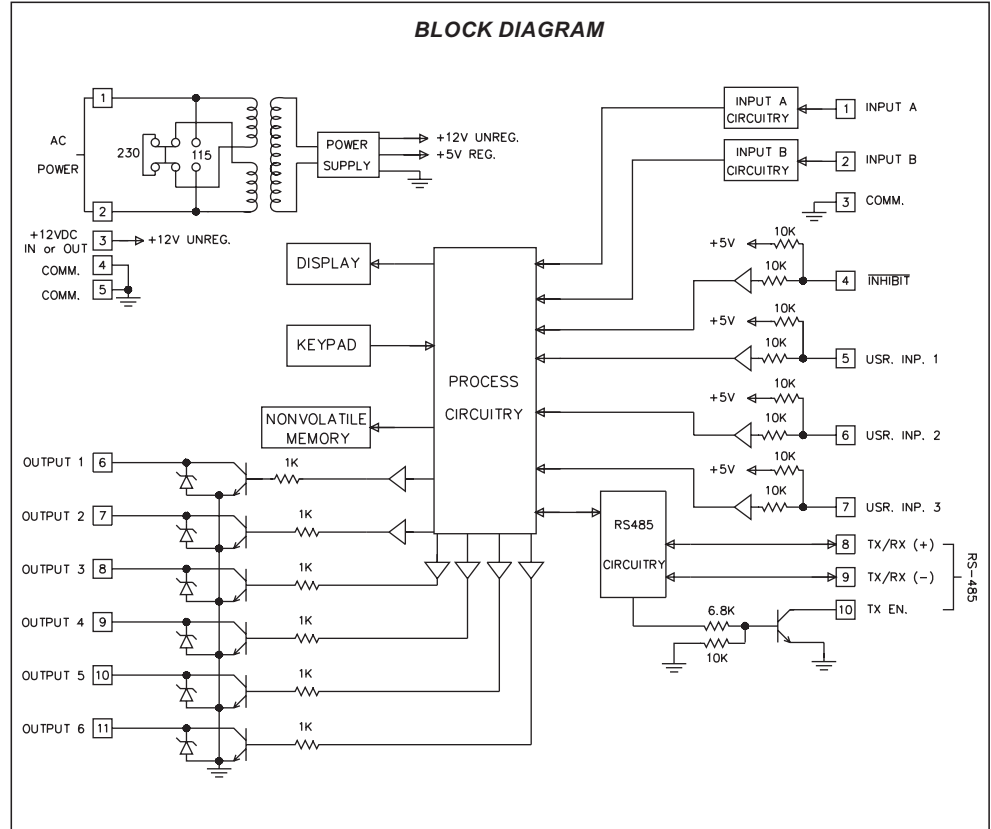 BLOCK DIAGRAM
1
AC
POWER
230
115
2
POWER
SUPPLY
+12V UNREG.
+5V REG.
+12VDC
IN or OUT
3
+12V UNREG.
COMM.
4
COMM.
5
INPUT A
CIRCUITRY
1
INPUT A
INPUT B
CIRCUITRY
2
INPUT B
3
COMM.
DISPLAY
KEYPAD
NONVOLATILE
MEMORY
PROCESS
CIRCUITRY
+5V
10K
10K
4
INHIBIT
+5V
10K
10K
5
USR. INP. 1
+5V
10K
10K
6
USR. INP. 2
+5V
10K
10K
7
USR. INP. 3
OUTPUT 1
6
1K
OUTPUT 2
7
1K
OUTPUT 3
8
1K
OUTPUT 4
9
1K
OUTPUT 5
10
1K
OUTPUT 6
11
1K
RS485
CIRCUITRY
8
TX/RX (+)
9
TX/RX (-)
10
TX EN.
RS-485
6.8K
10K